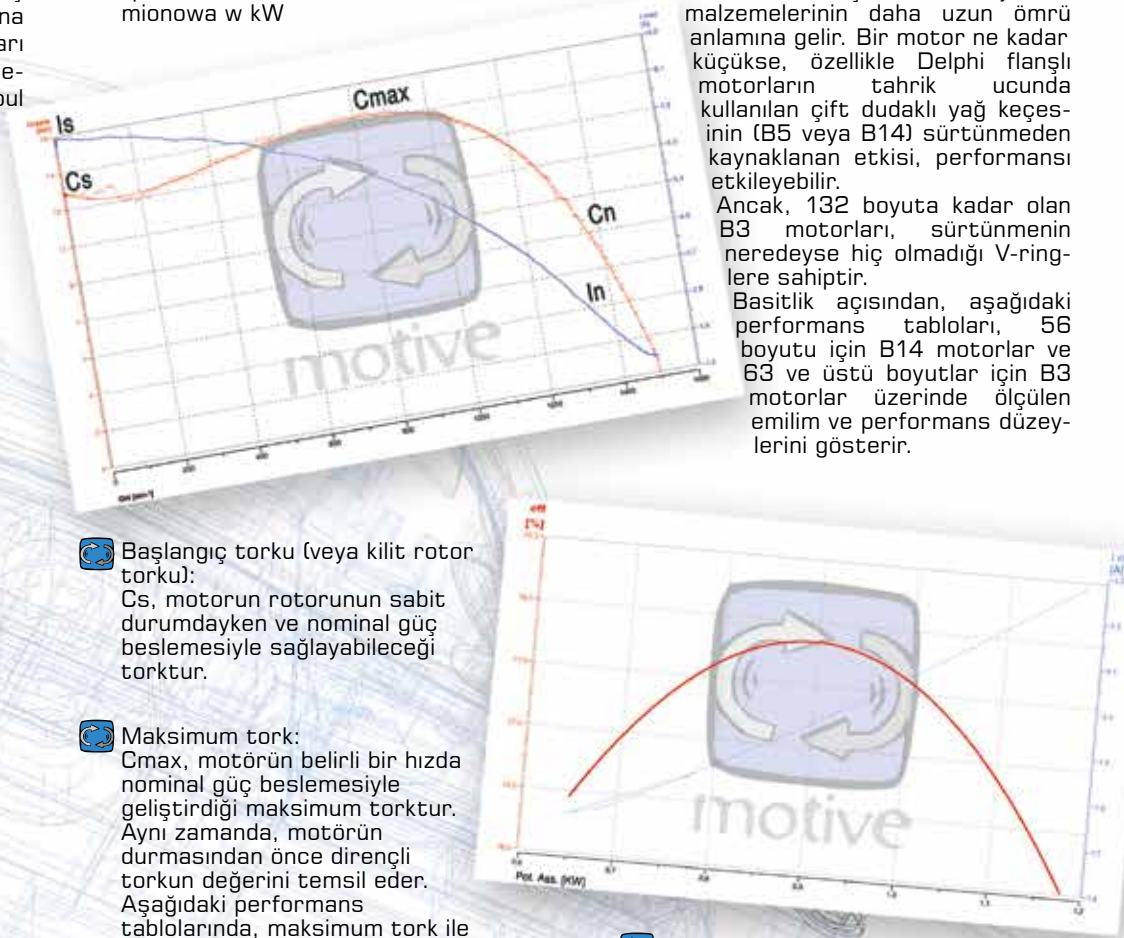 na
arı
e-
mionowa w kW
malzemelerinin daha uzun ömrü
anlamına gelir. Bir motor ne kadar
küçükse, özellikle Delphi flanşlı
motorların tahrik ucunda
kullanılan çift dudaklı yağ keçes-
inin (B5 veya B14) sürtünmeden
kaynaklanan etkisi, performansı
etkileyebilir.
Ancak, 132 boyuta kadar olan
B3 motorları, sürtünmenin
neredeyse hiç olmadığı V-ring-
lere sahiptir.
Basitlik açısından, aşağıdaki
performans tabloları, 56
boyutu için B14 motorlar ve
63 ve üstü boyutlar için B3
motorlar üzerinde ölçülen
emilim ve performans düzey-
lerini gösterir.
Is
Cs
Cmax
Cn
In
motive
Başlangıç torku (veya kilit rotor
torku):
Cs, motorun rotorunun sabit
durumdayken ve nominal güç
beslemesiyle sağlayabileceği
torktur.
Maksimum tork:
Cmax, motörün belirli bir hızda
nominal güç beslemesiyle
geliştirdiği maksimum torktur.
Aynı zamanda, motörün
durmasından önce dirençli
torkun değerini temsil eder.
Aşağıdaki performans
tablolarında, maksimum tork ile
eff
[%]
motive
Pot. Ass. [KW]